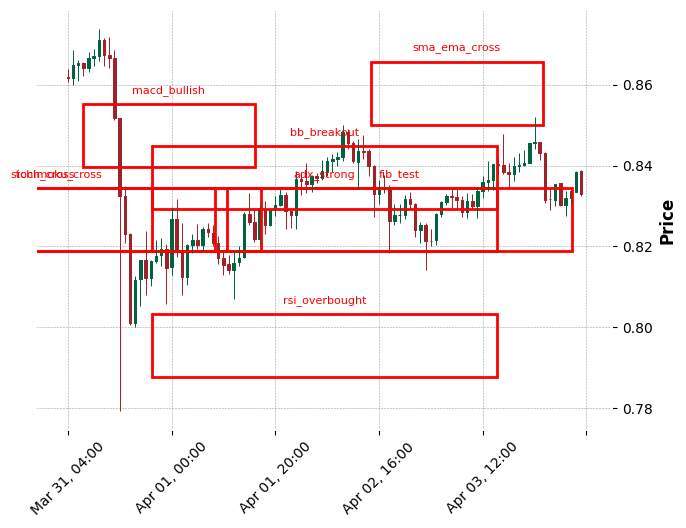 sma_ema_cross
0.86
macd_bullish
bb_breakout
0.84
adx_strong
fib_test
Price
0.82
rsi_overbought
0.80
0.78
Mar 31, 04:00
Apr 01, 00:00
Apr 01, 20:00
Apr 02, 16:00
Apr 03, 12:00